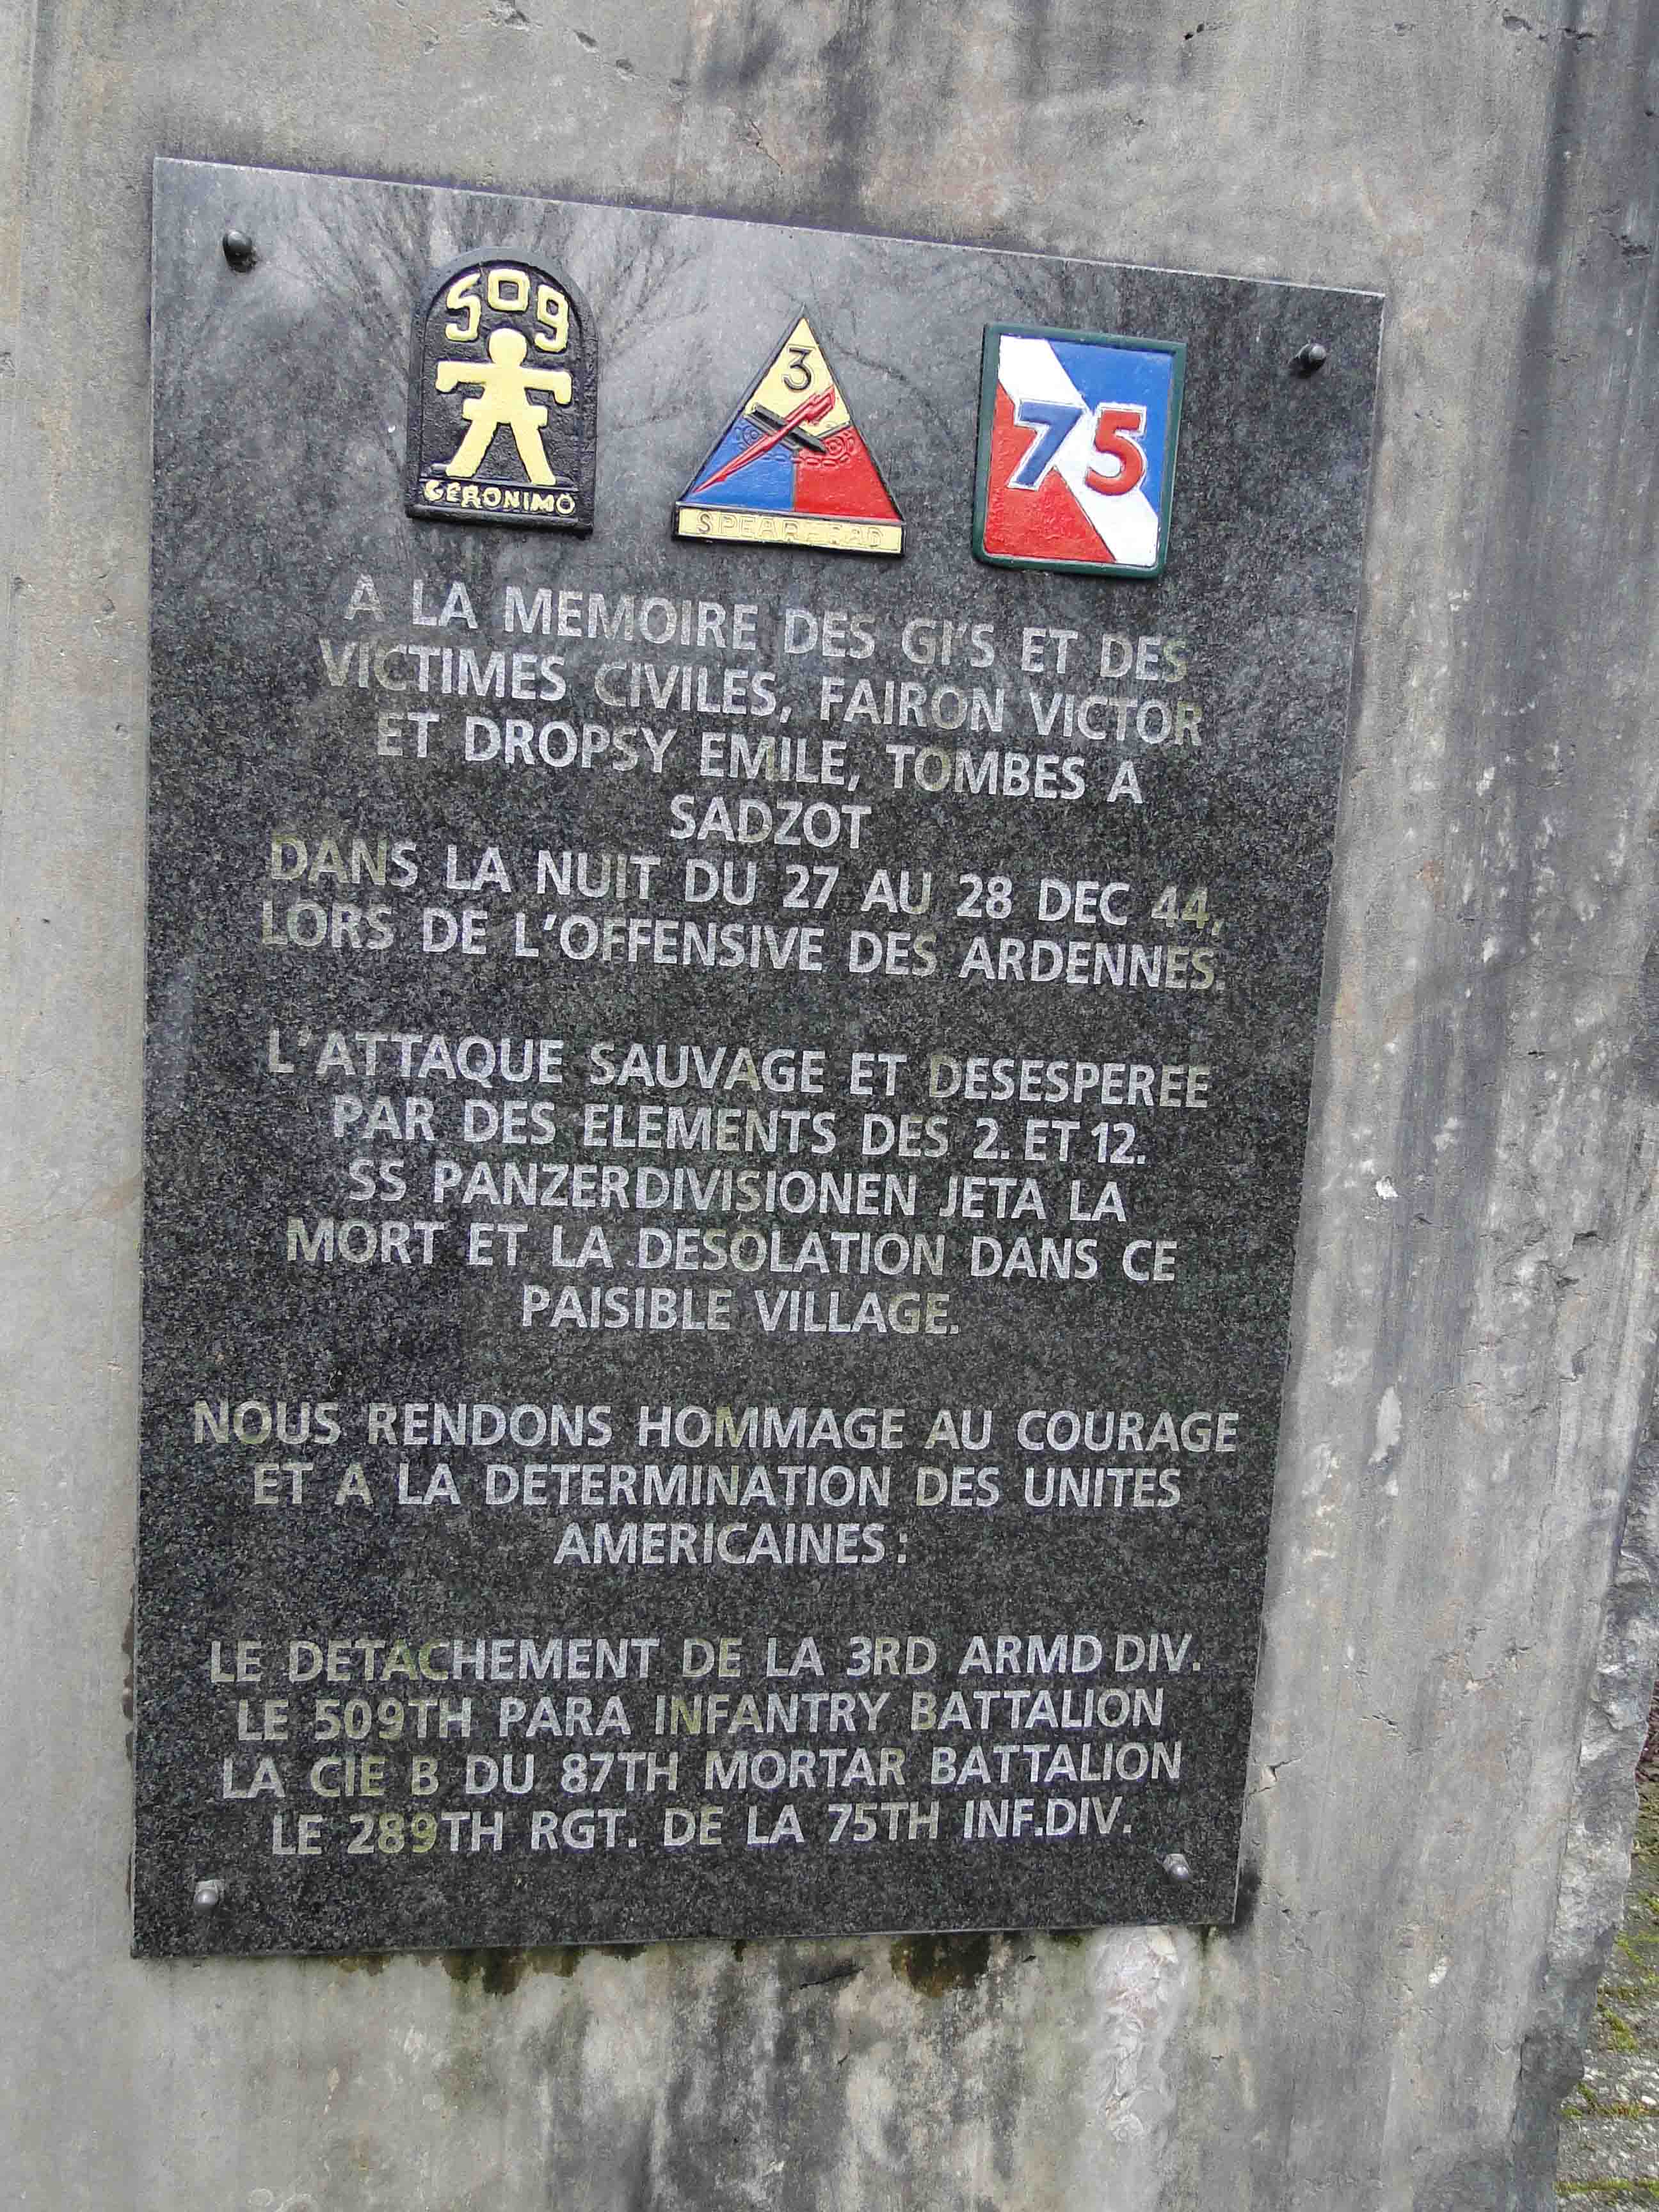 509
GERONIMO
3
SPEARHEAD
75
A LA MEMOIRE DES GI'S ET DES
VICTIMES CIVILES, FAIRON VICTOR
ET DROPSY EMILE, TOMBES A
SADZOT
DANS LA NUIT DU 27 AU 28 DEC 44,
LORS DE L'OFFENSIVE DES ARDENNES.
L'ATTAQUE SAUVAGE ET DESESPEREE
PAR DES ELEMENTS DES 2. ET 12.
SS PANZERDIVISIONEN JETA LA
MORT ET LA DESOLATION DANS CE
PAISIBLE VILLAGE.
NOUS RENDONS HOMMAGE AU COURAGE
ET A LA DETERMINATION DES UNITES
AMERICAINES :
LE DETACHEMENT DE LA 3RD ARMD DIV.
LE 509TH PARA INFANTRY BATTALION
LA CIE B DU 87TH MORTAR BATTALION
LE 289TH RGT. DE LA 75TH INF.DIV.